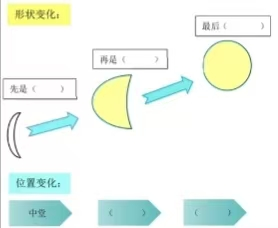 形状变化：
最后（　　）
再是（　　）
先是（　　）
位置变化：
中空 （　　） （　　）